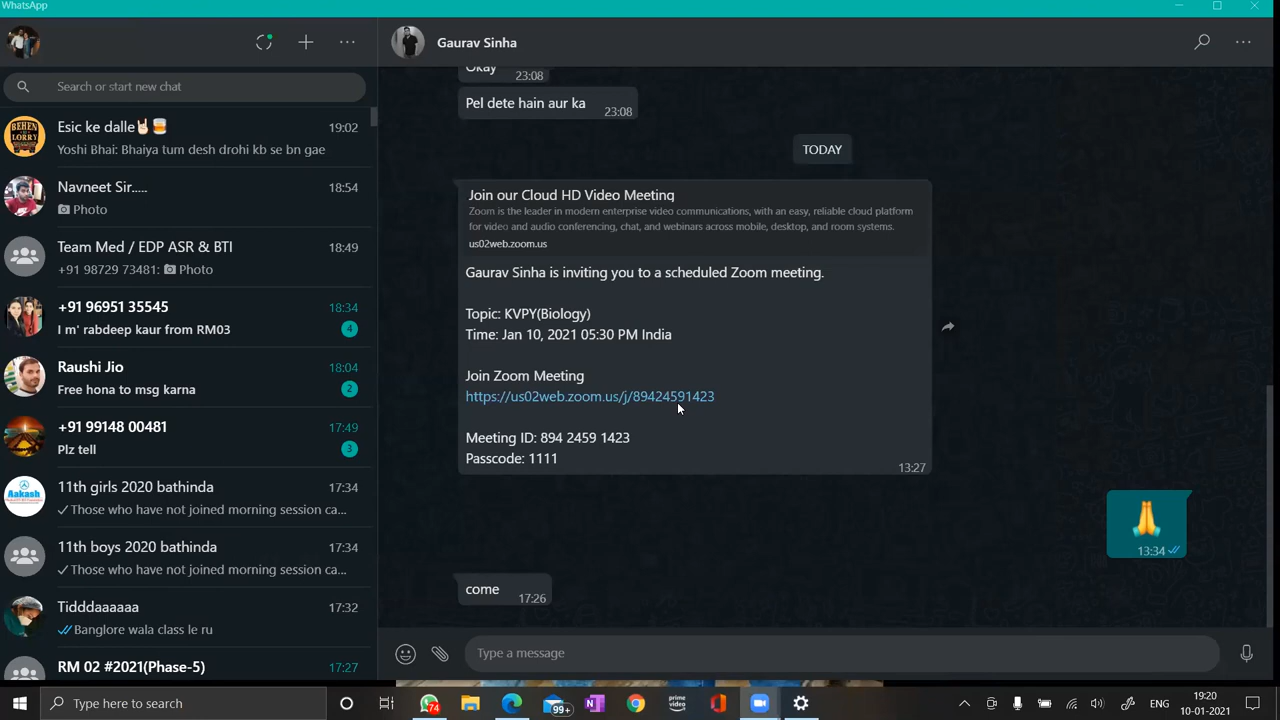 WhatsApp
Gaurav Sinha
Search or start new chat
Esic ke dalle🤘🏻🥃
19:02
Yoshi Bhai: Bhaiya tum desh drohi kb se bn gae
Navneet Sir.....
18:54
Photo
Team Med / EDP ASR & BTI
18:49
+91 98729 73481: Photo
+91 96951 35545
18:34
I m' rabdeep kaur from RM03
4
Raushi Jio
18:04
Free hona to msg karna
2
+91 99148 00481
17:49
Plz tell
3
Aakash
11th girls 2020 bathinda
17:34
Those who have not joined morning session ca...
11th boys 2020 bathinda
17:34
Those who have not joined morning session ca...
Tidddaaaaaa
17:32
Banglore wala class le ru
RM 02 #2021(Phase-5)
17:27
BEHEN
LORRY
Okay
23:08
Pel dete hain aur ka
23:08
TODAY
Join our Cloud HD Video Meeting
Zoom is the leader in modern enterprise video communications, with an easy, reliable cloud platform
for video and audio conferencing, chat, and webinars across mobile, desktop, and room systems.
us02web.zoom.us
Gaurav Sinha is inviting you to a scheduled Zoom meeting.
Topic: KVPY(Biology)
Time: Jan 10, 2021 05:30 PM India
Join Zoom Meeting
https://us02web.zoom.us/j/89424591423
Meeting ID: 894 2459 1423
Passcode: 1111
13:27
🙏
13:34
come
17:26
Type a message
Type here to search
74
99+
prime video
ENG
19:20
10-01-2021